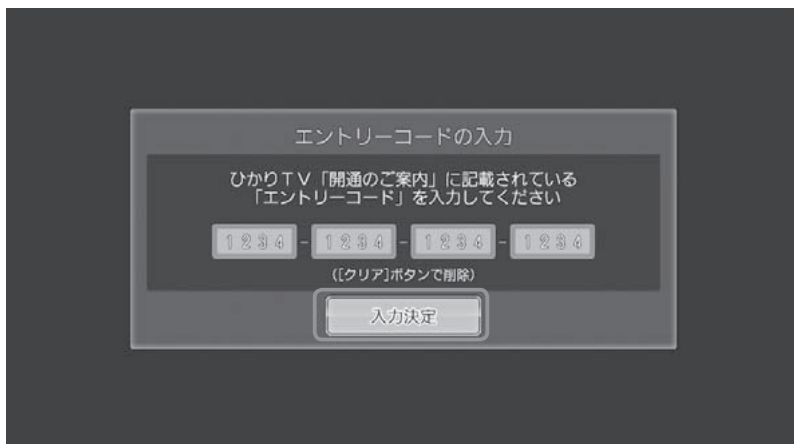 エントリーコードの入力
ひかりTV「開通のご案内」に記載されている
「エントリーコード」を入力してください
1234-1234-1234-1234
([クリア]ボタンで削除)
入力決定